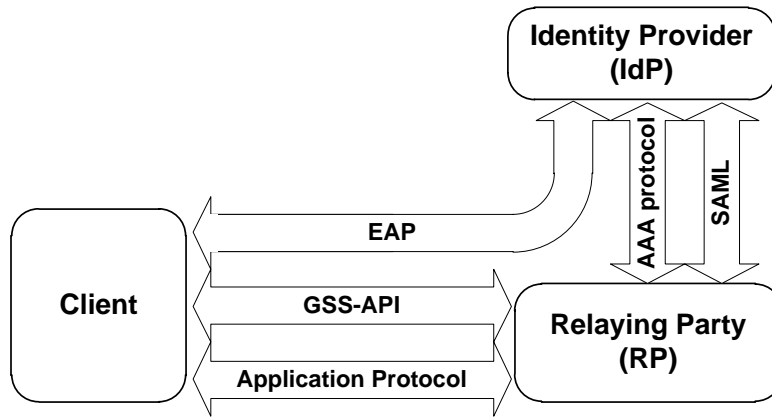 Identity Provider
(IdP)
AAA protocol
SAML
EAP
Client
GSS-API
Relaying Party
(RP)
Application Protocol